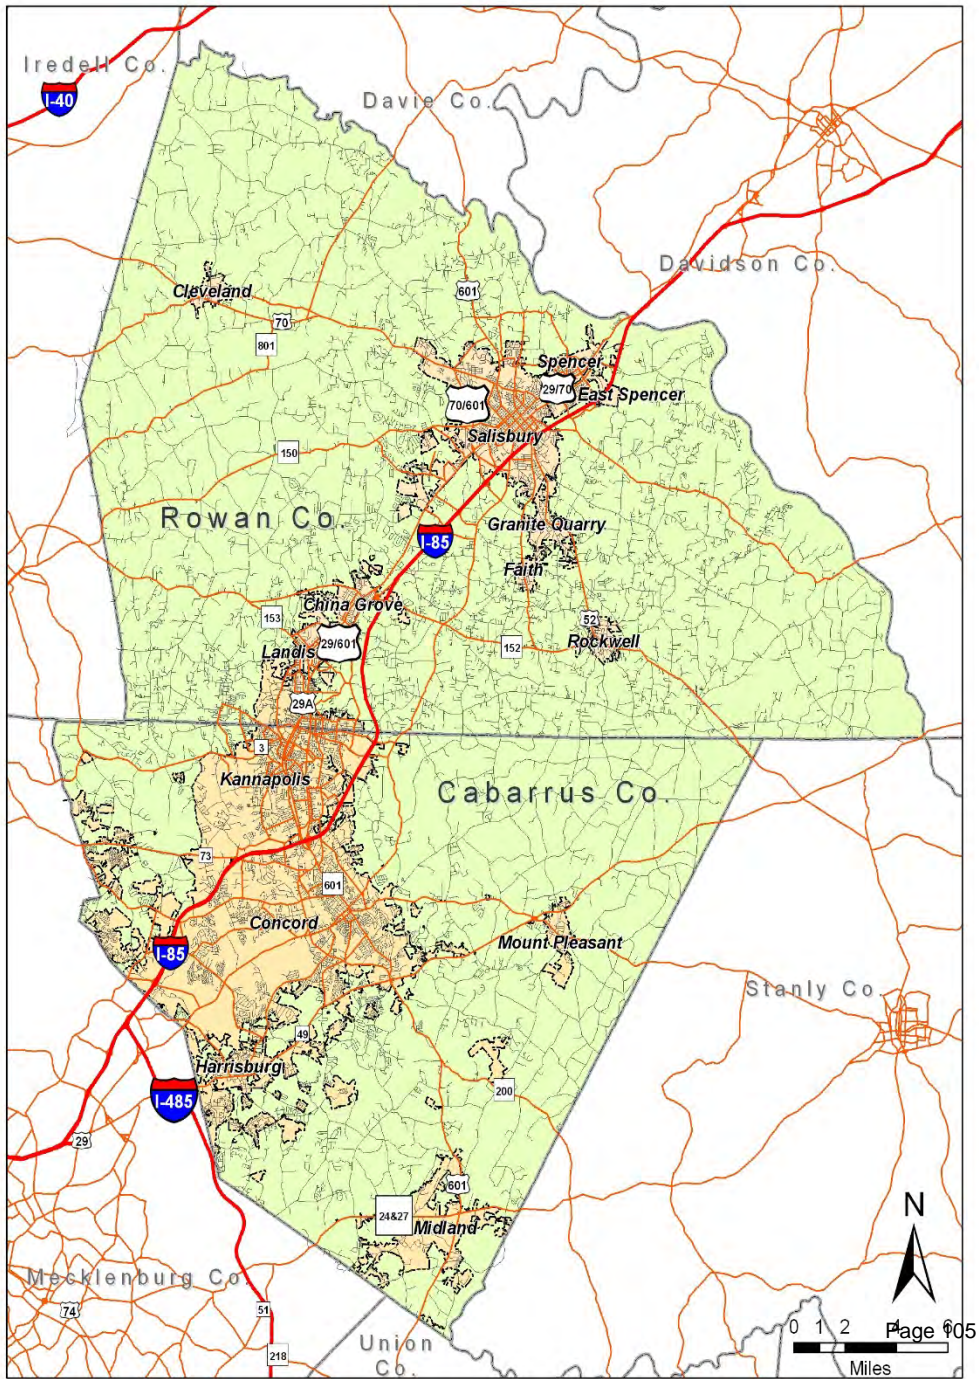 Iredell Co.
I-40
Davie Co.
Davidson Co.
Cleveland
601
70
801
Spencer
29/70
East Spencer
70/601
Salisbury
150
Rowan Co.
Granite Quarry
I-85
Faith
China Grove
153
52
29/601
Rockwell
152
Landis
29A
3
Kannapolis
Cabarrus Co.
73
601
Concord
Mount Pleasant
I-85
Stanly Co.
49
Harrisburg
200
I-485
29
601
24&27
Midland
N
Mecklenburg Co.
74
51
218
Union
Co.
0 1 2 6
Page 105
Miles